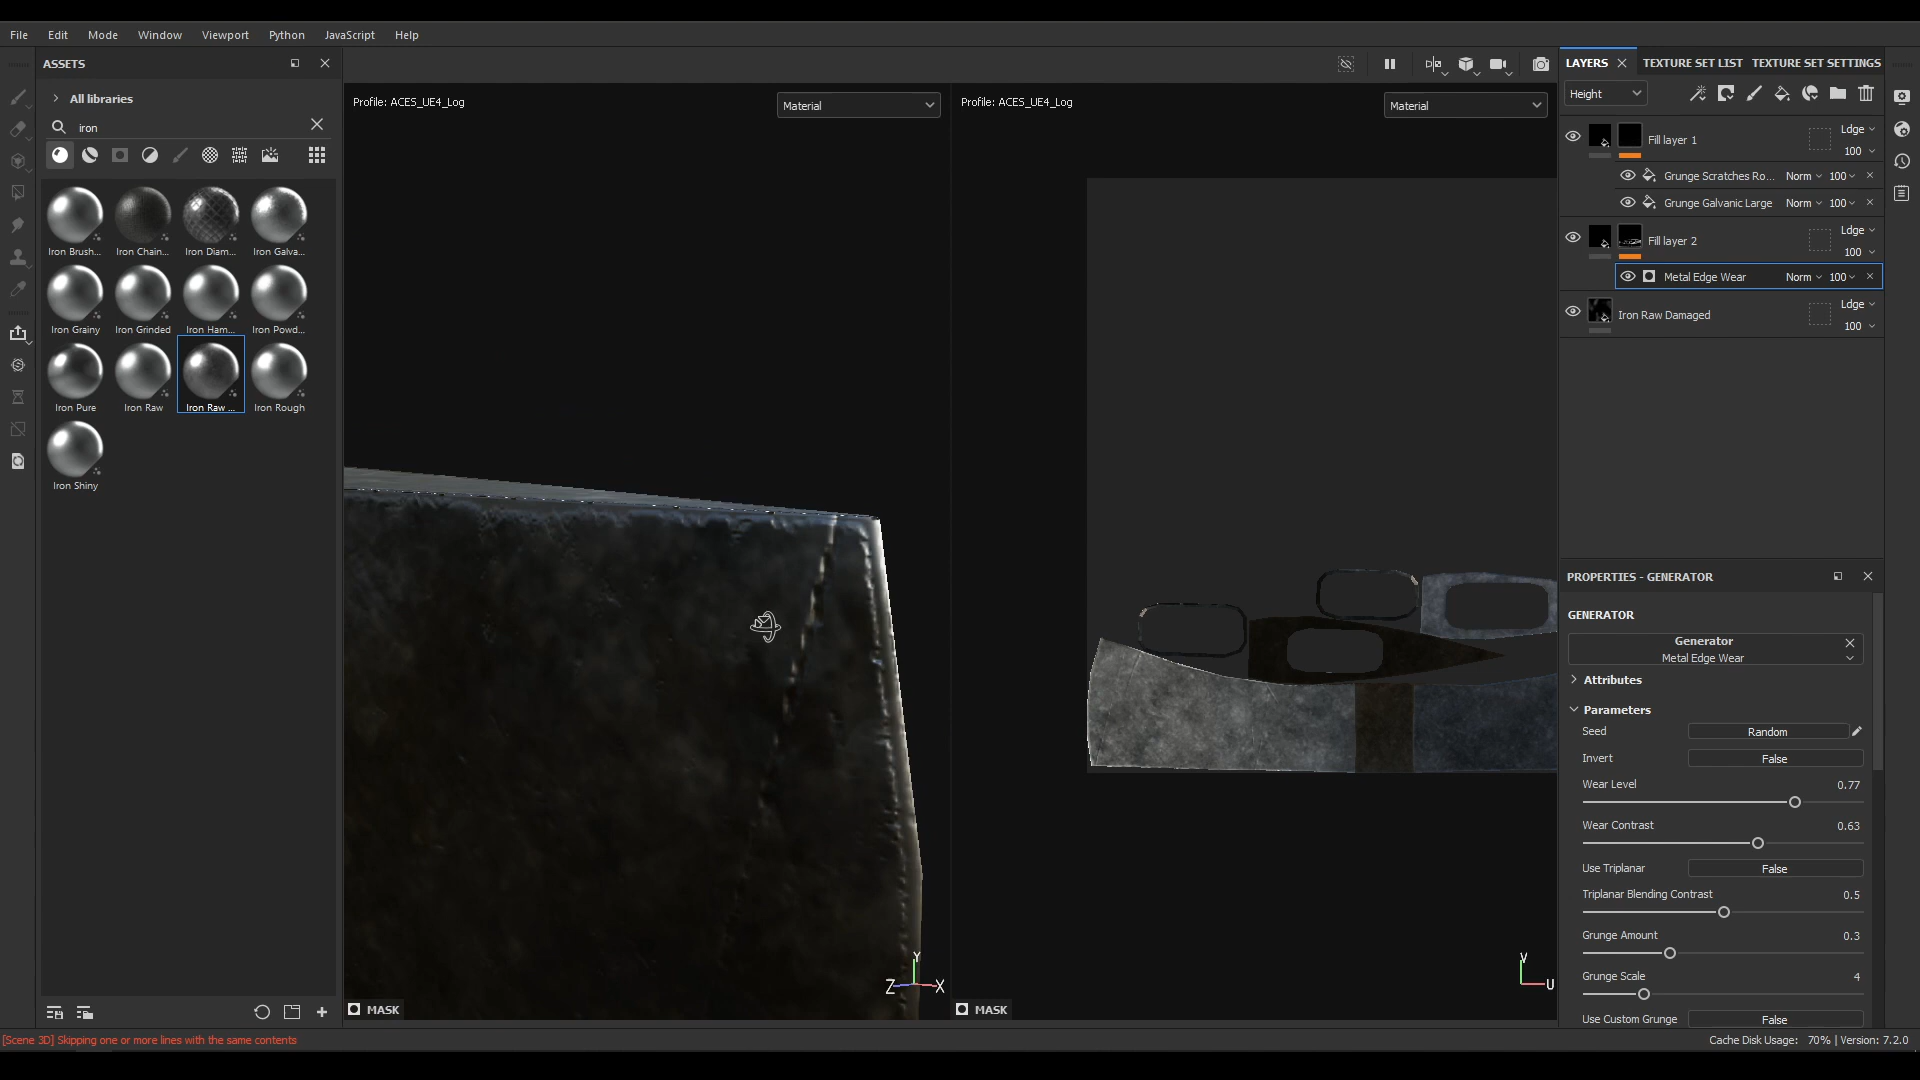 File Edit Mode Window Viewport Python JavaScript Help
ASSETS
All libraries
iron
Iron Brush... Iron Chain... Iron Diam... Iron Galva...
Iron Grainy Iron Grinded Iron Ham... Iron Powd...
Iron Pure Iron Raw Iron Raw ... Iron Rough
Iron Shiny
Profile: ACES_UE4_Log
Material
Y
Z X
MASK
Profile: ACES_UE4_Log
Material
V
U
MASK
LAYERS TEXTURE SET LIST TEXTURE SET SETTINGS
Height
Fill layer 1 Ldge
100
Grunge Scratches Ro... Norm 100
Grunge Galvanic Large Norm 100
Fill layer 2 Ldge
100
Metal Edge Wear Norm 100
Iron Raw Damaged Ldge
100
PROPERTIES - GENERATOR
GENERATOR
Generator
Metal Edge Wear
Attributes
Parameters
Seed Random
Invert False
Wear Level 0.77
Wear Contrast 0.63
Use Triplanar False
Triplanar Blending Contrast 0.5
Grunge Amount 0.3
Grunge Scale 4
Use Custom Grunge False
[Scene 3D] Skipping one or more lines with the same contents
Cache Disk Usage: 70% | Version: 7.2.0